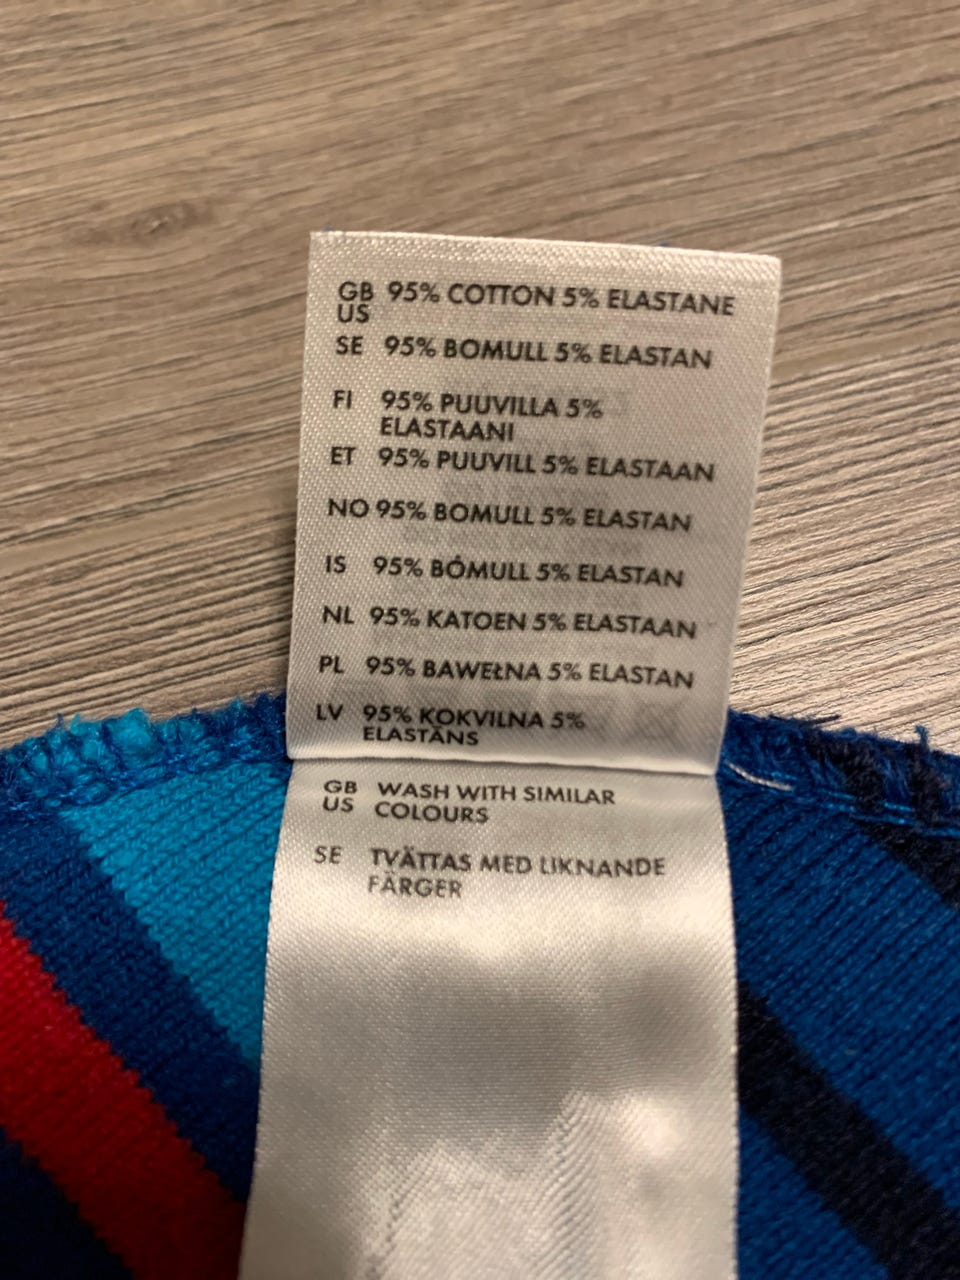 GB 95% COTTON 5% ELASTANE
US
SE 95% BOMULL 5% ELASTAN
FI 95% PUUVILLA 5%
ELASTAANI
ET 95% PUUVILL 5% ELASTAAN
NO 95% BOMULL 5% ELASTAN
IS 95% BÓMULL 5% ELASTAN
NL 95% KATOEN 5% ELASTAAN
PL 95% BAWEŁNA 5% ELASTAN
LV 95% KOKVILNA 5%
ELASTĀNS
GB WASH WITH SIMILAR
US COLOURS
SE TVÄTTAS MED LIKNANDE
FÄRGER